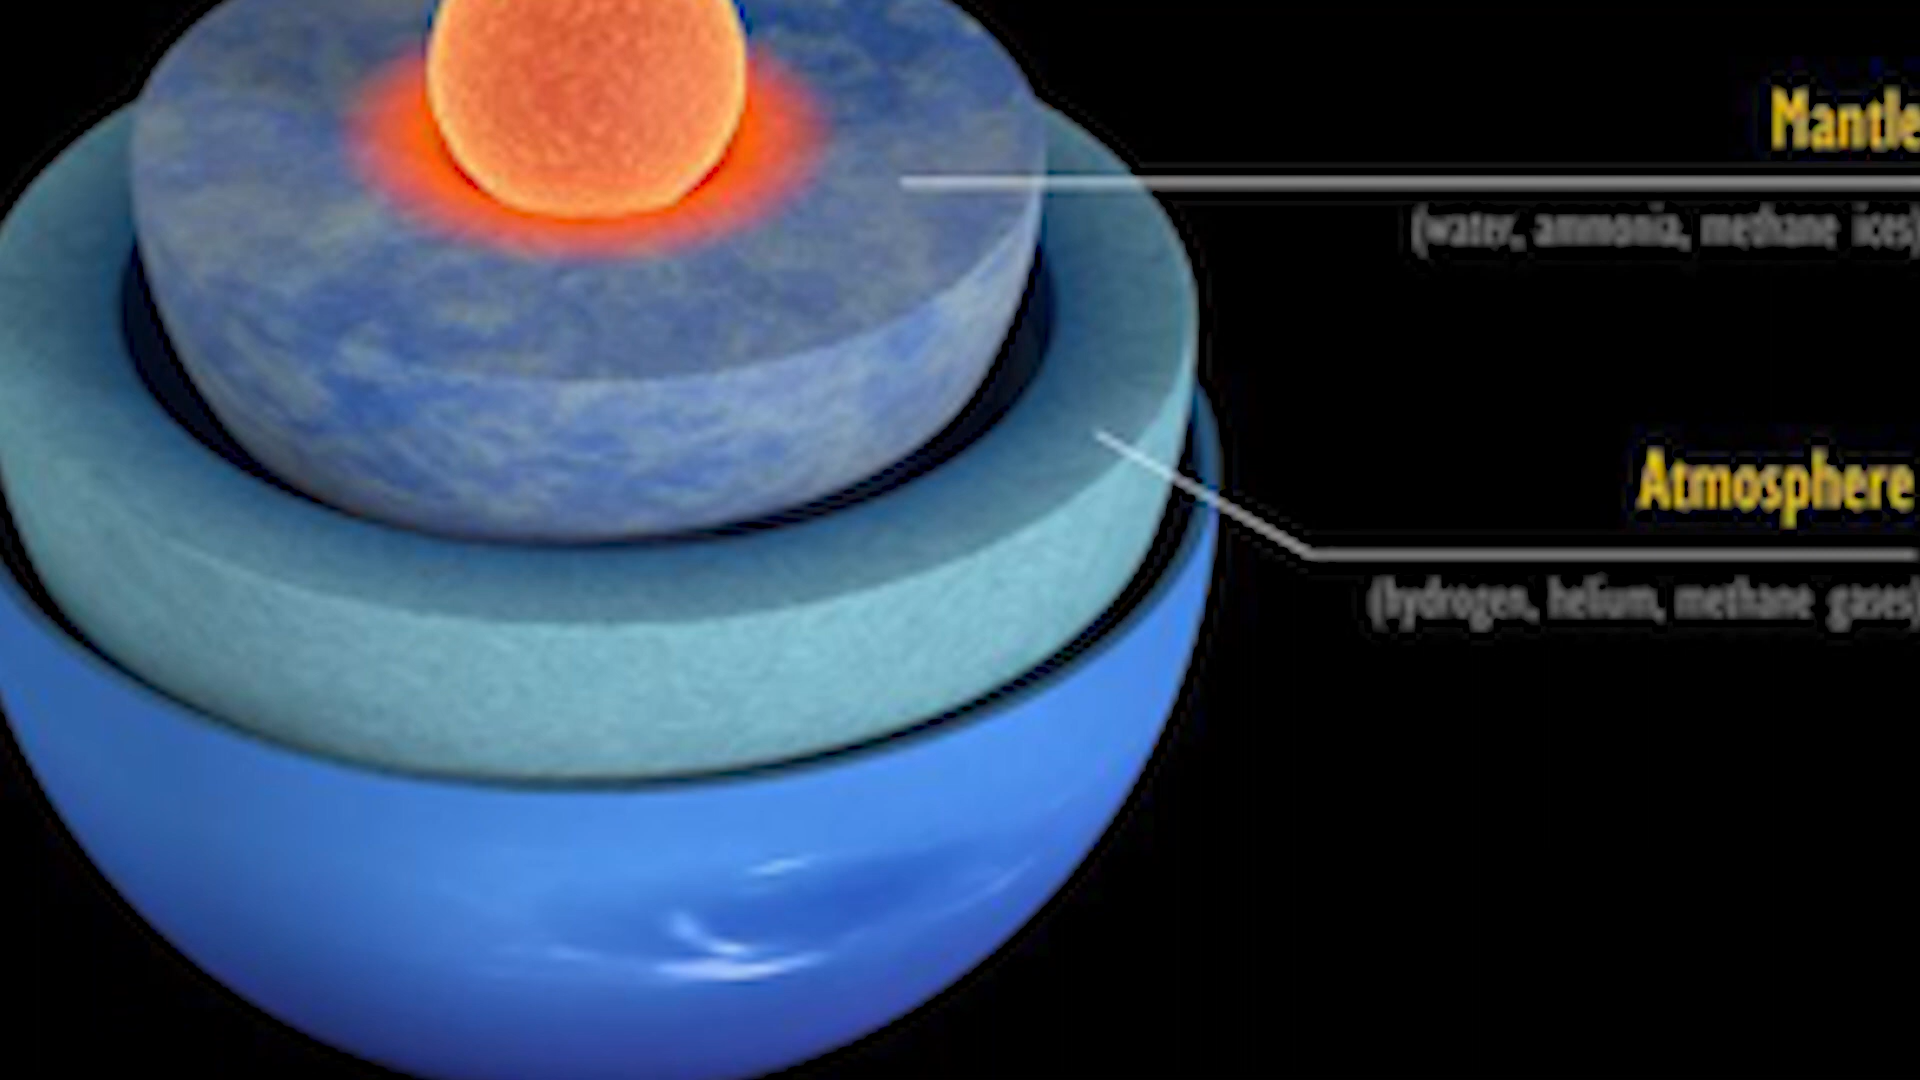 Mantle
(water, ammonia, methane ices)
Atmosphere
(hydrogen, helium, methane gases)